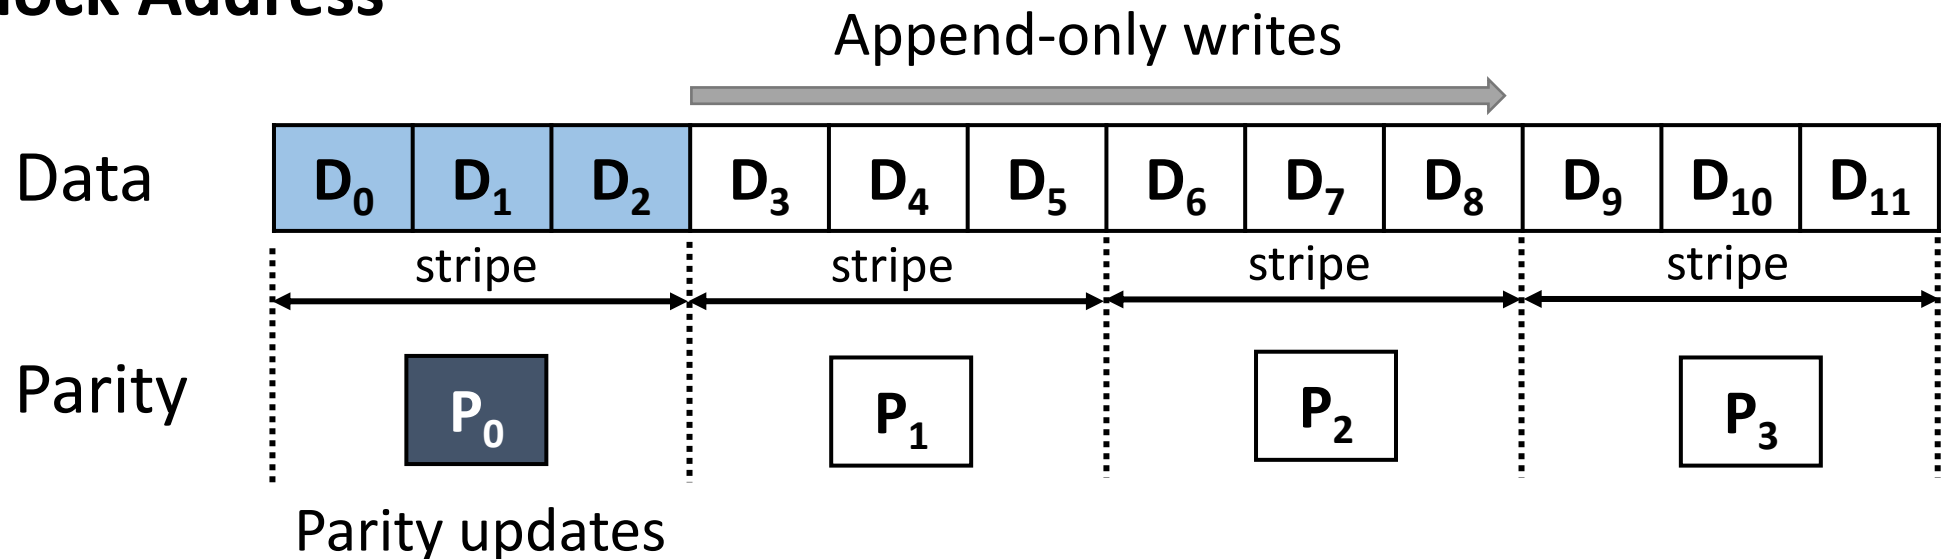 Address
Append-only writes
Data D0 D1 D2 D3 D4 D5 D6 D7 D8 D9 D10 D11
stripe stripe stripe stripe
Parity P0 P1 P2 P3
Parity updates